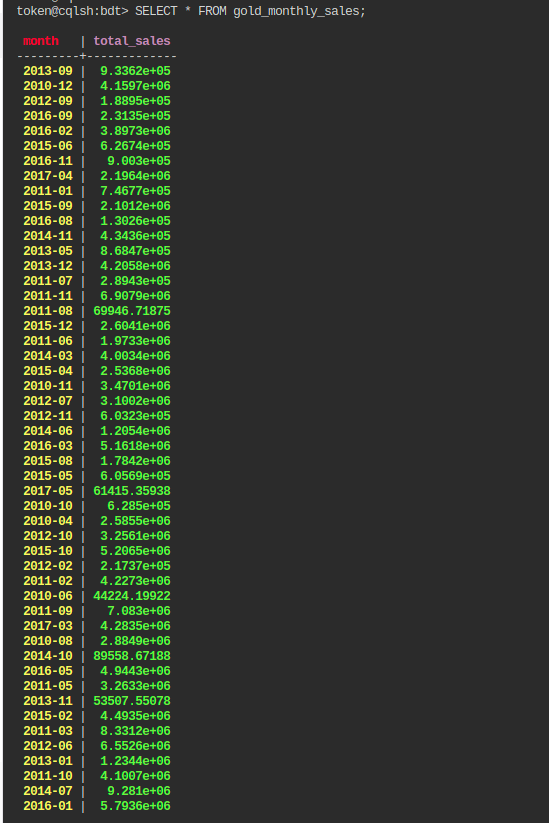 token@cqlsh:bdt> SELECT * FROM gold_monthly_sales;
month | total_sales
---------+-------------
2013-09 | 9.3362e+05
2010-12 | 4.1597e+06
2012-09 | 1.8895e+05
2016-09 | 2.3135e+05
2016-02 | 3.8973e+06
2015-06 | 6.2674e+05
2016-11 | 9.003e+05
2017-04 | 2.1964e+06
2011-01 | 7.4677e+05
2015-09 | 2.1012e+06
2016-08 | 1.3026e+05
2014-11 | 4.3436e+05
2013-05 | 8.6847e+05
2013-12 | 4.2058e+06
2011-07 | 2.8943e+05
2011-11 | 6.9079e+06
2011-08 | 69946.71875
2015-12 | 2.6041e+06
2011-06 | 1.9733e+06
2014-03 | 4.0034e+06
2015-04 | 2.5368e+06
2010-11 | 3.4701e+06
2012-07 | 3.1002e+06
2012-11 | 6.0323e+05
2014-06 | 1.2054e+06
2016-03 | 5.1618e+06
2015-08 | 1.7842e+06
2015-05 | 6.0569e+05
2017-05 | 61415.35938
2010-10 | 6.285e+05
2010-04 | 2.5855e+06
2012-10 | 3.2561e+06
2015-10 | 5.2065e+06
2012-02 | 2.1737e+05
2011-02 | 4.2273e+06
2010-06 | 44224.19922
2011-09 | 7.083e+06
2017-03 | 4.2835e+06
2010-08 | 2.8849e+06
2014-10 | 89558.67188
2016-05 | 4.9443e+06
2011-05 | 3.2633e+06
2013-11 | 53507.55078
2015-02 | 4.4935e+06
2011-03 | 8.3312e+06
2012-06 | 6.5526e+06
2013-01 | 1.2344e+06
2011-10 | 4.1007e+06
2014-07 | 9.281e+06
2016-01 | 5.7936e+06